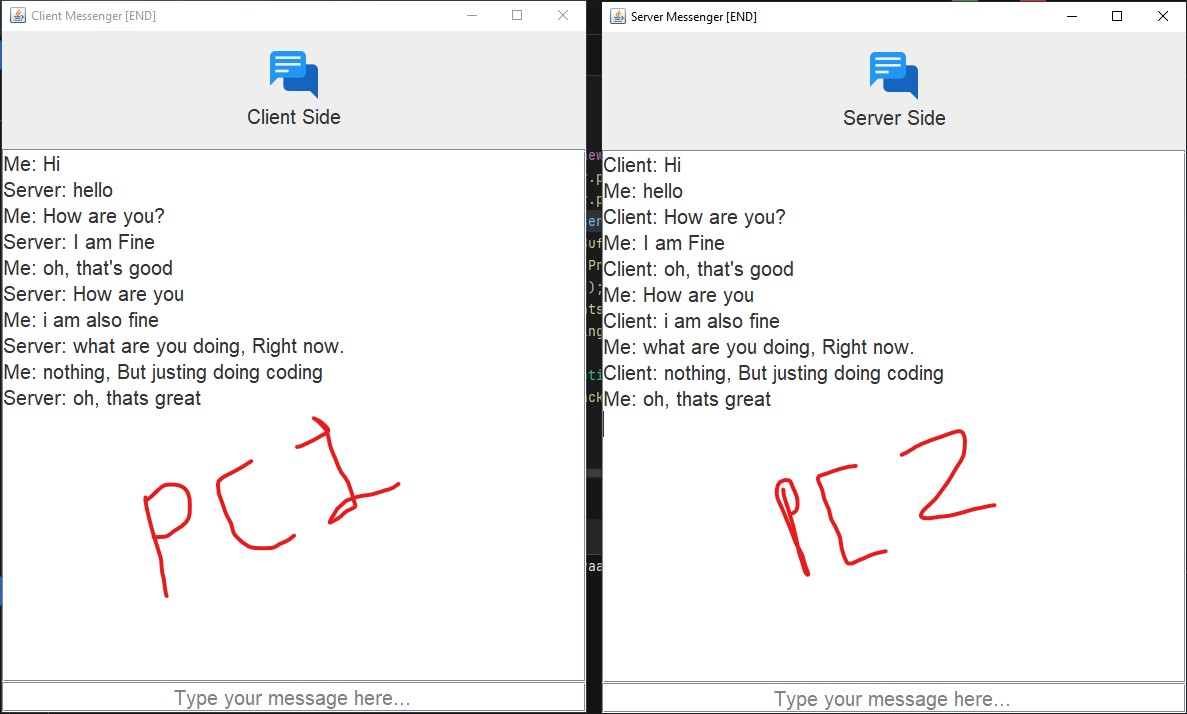 Client Messenger [END]
Client Side
Me: Hi
Server: hello
Me: How are you?
Server: I am Fine
Me: oh, that's good
Server: How are you
Me: i am also fine
Server: what are you doing, Right now.
Me: nothing, But justing doing coding
Server: oh, thats great
PC1
Type your message here...
Server Messenger [END]
Server Side
Client: Hi
Me: hello
Client: How are you?
Me: I am Fine
Client: oh, that's good
Me: How are you
Client: i am also fine
Me: what are you doing, Right now.
Client: nothing, But justing doing coding
Me: oh, thats great
PC 2
Type your message here...